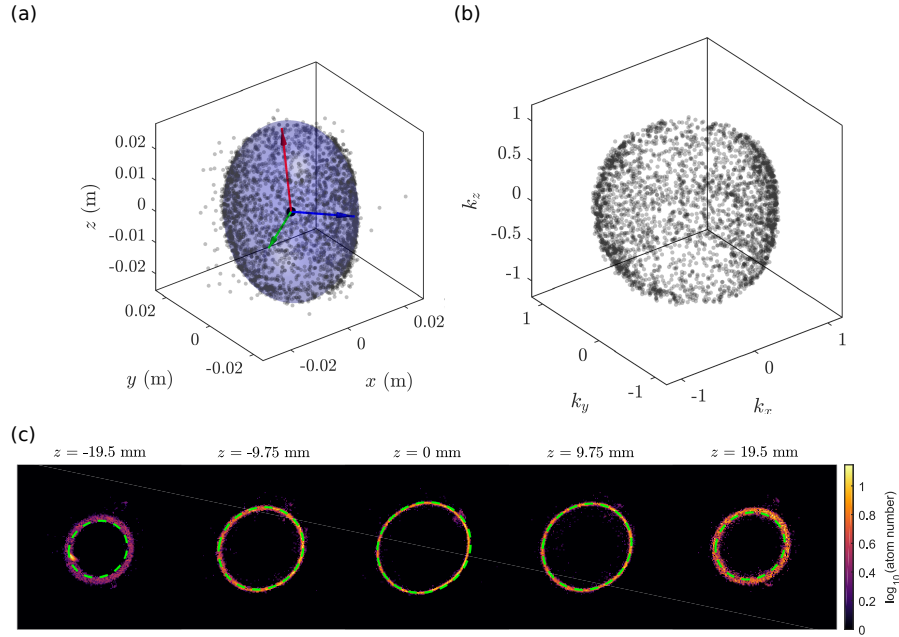 (a)
0.02
0.01
0
-0.01
-0.02
z (m)
0.02
0
-0.02
y (m)
-0.02
0
0.02
x (m)
(b)
1
0.5
0
-0.5
-1
k_z
1
0
-1
k_y
-1
0
1
k_x
(c)
z = -19.5 mm
z = -9.75 mm
z = 0 mm
z = 9.75 mm
z = 19.5 mm
1
0.8
0.6
0.4
0.2
0
log₁₀(atom number)